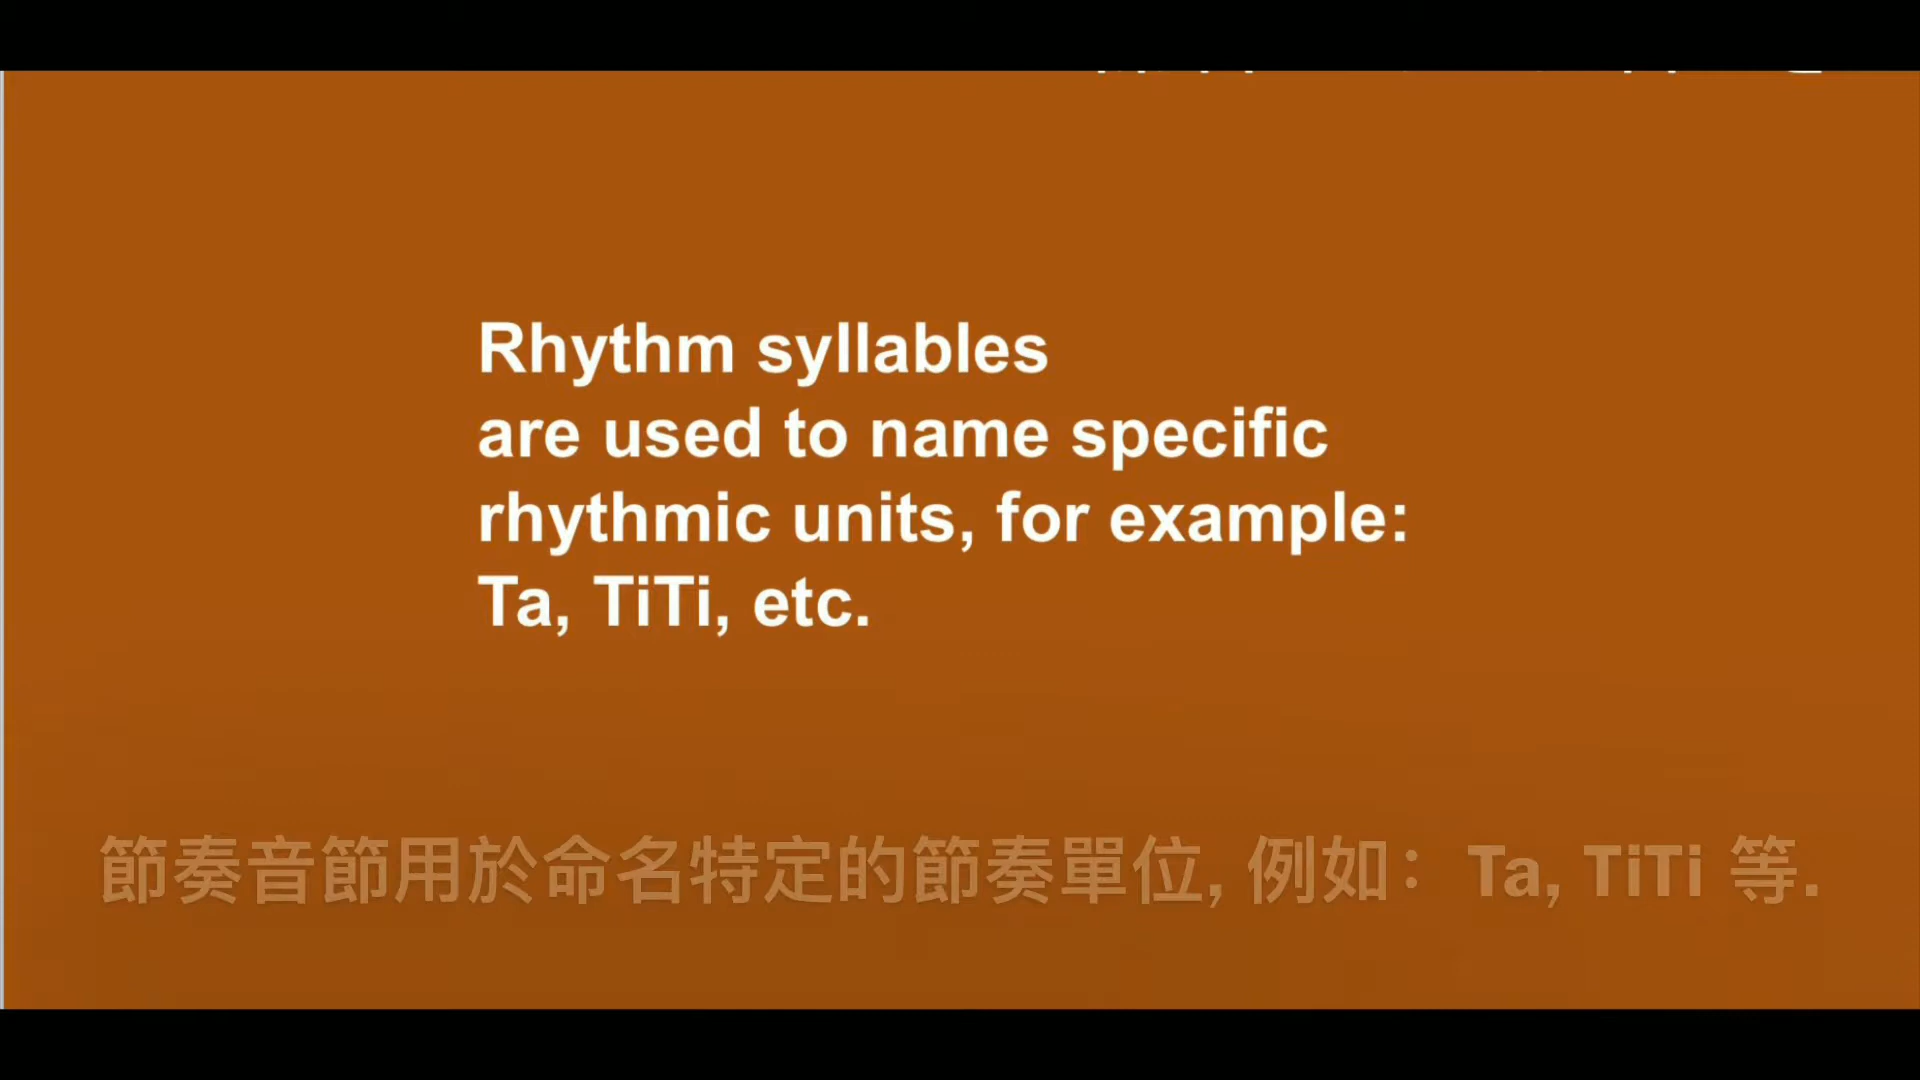 Rhythm syllables
are used to name specific
rhythmic units, for example:
Ta, TiTi, etc.
節奏音節用於命名特定的節奏單位, 例如：Ta, TiTi 等.